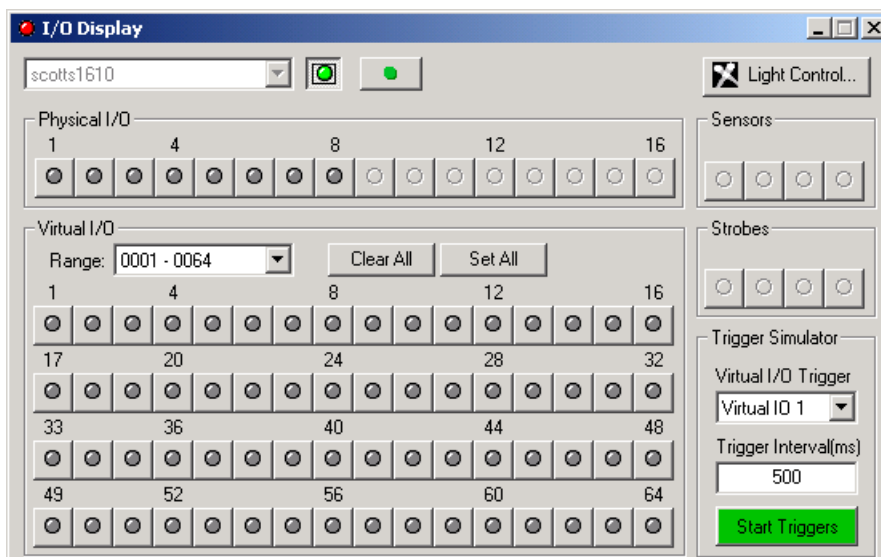 I/O Display
scotts1610
Light Control...
Physical I/O
1 4 8 12 16
Sensors
Virtual I/O
Range: 0001 - 0064 Clear All Set All
1 4 8 12 16
17 20 24 28 32
33 36 40 44 48
49 52 56 60 64
Strobes
Trigger Simulator
Virtual I/O Trigger
Virtual IO 1
Trigger Interval(ms)
500
Start Triggers